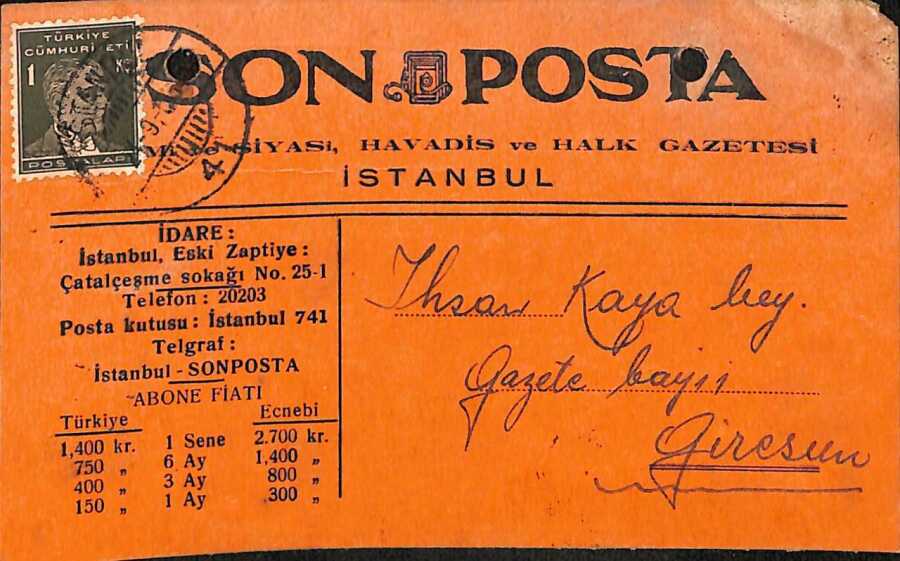 TÜRKİYE
CÜMHURİYETİ
1
POSTALARI
SON POSTA
SİYASİ, HAVADİS ve HALK GAZETESİ
İSTANBUL
41
İDARE :
İstanbul, Eski Zaptiye :
Çatalçeşme sokağı No. 25-1
Telefon : 20203
Posta kutusu : İstanbul 741
Telgraf :
İstanbul - SONPOSTA
ABONE FİATI
Türkiye Ecnebi
1,400 kr. 1 Sene 2.700 kr.
750 „ 6 Ay 1,400 „
400 „ 3 Ay 800 „
150 „ 1 Ay 300 „
Ihsan Kaya bey.
Gazete bayii
Giresun